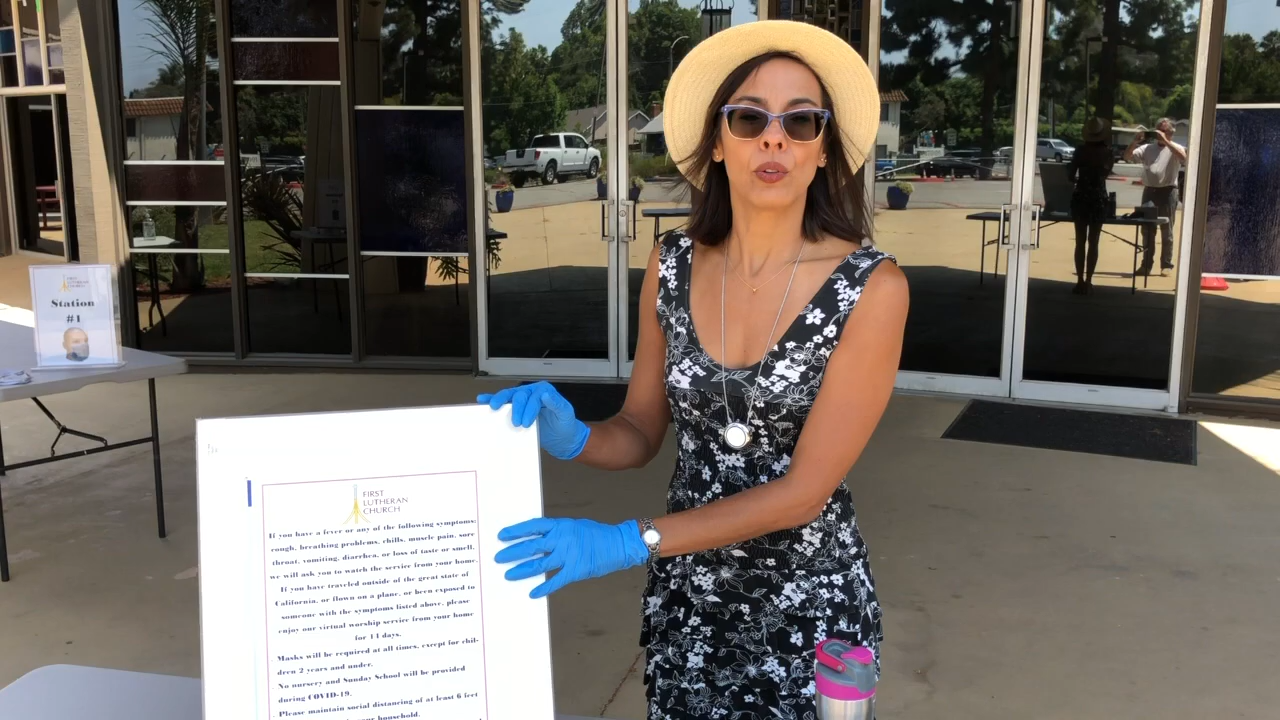 FIRST
LUTHERAN
CHURCH
Station
#1
FIRST
LUTHERAN
CHURCH
If you have a fever or any of the following symptoms:
cough, breathing problems, chills, muscle pain, sore
throat, vomiting, diarrhea, or loss of taste or smell,
we will ask you to watch the service from your home.
If you have traveled outside of the great state of
California, or flown on a plane, or been exposed to
someone with the symptoms listed above, please
enjoy our virtual worship service from your home
for 14 days.
Masks will be required at all times, except for chil-
dren 2 years and under.
No nursery and Sunday School will be provided
during COVID-19.
Please maintain social distancing of at least 6 feet
your household.